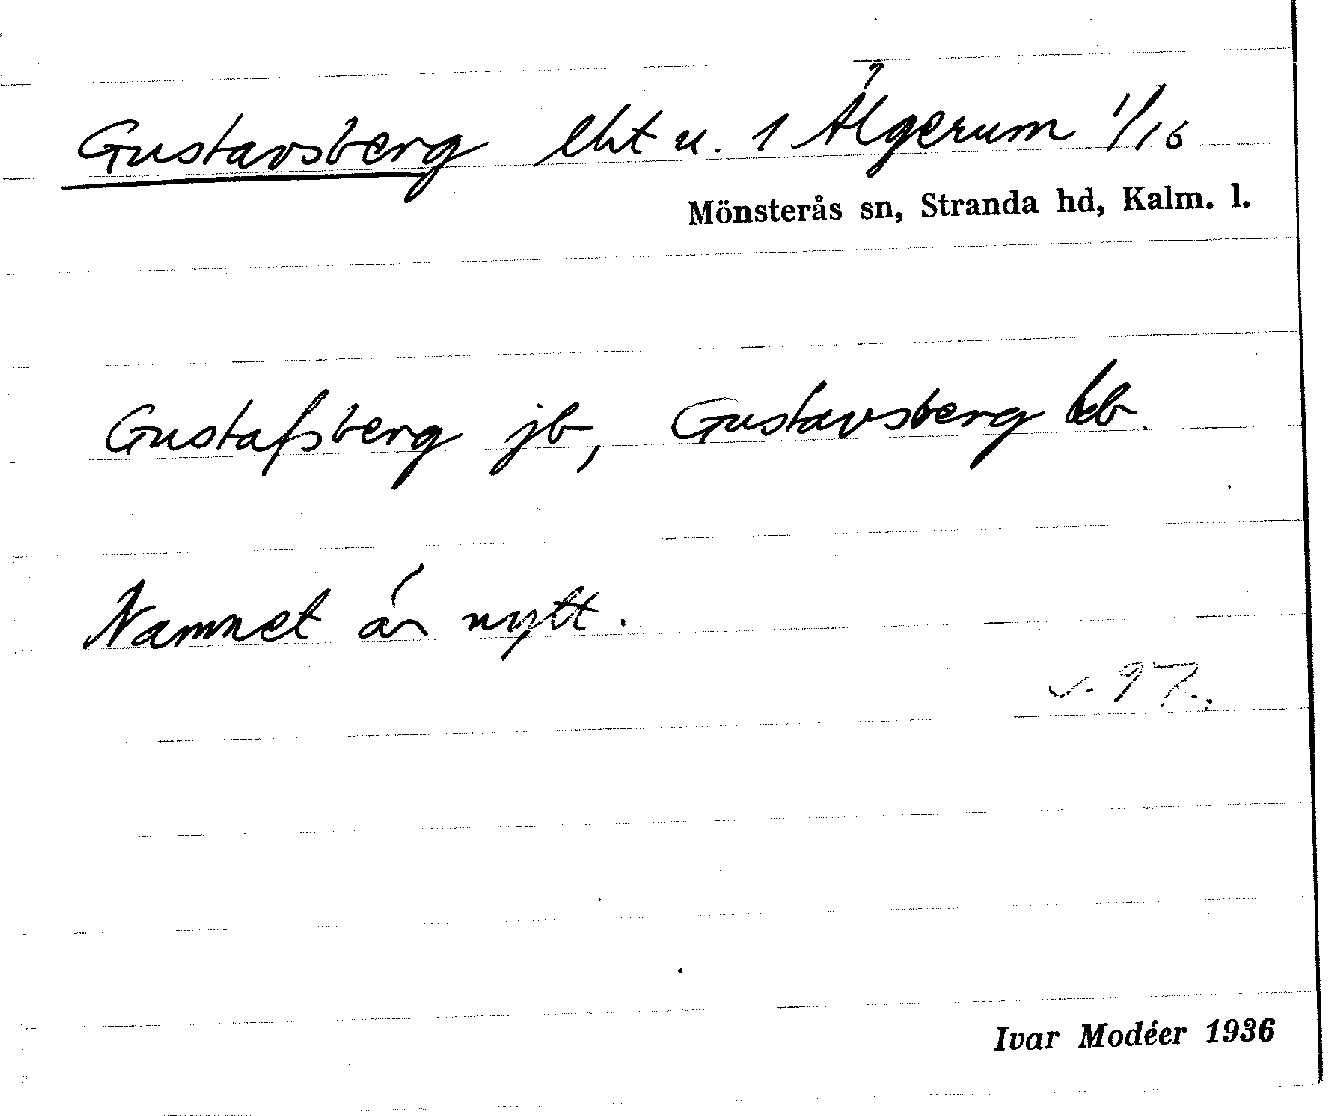 Gustavsberg lht u. 1 Älgerum 1/16
Mönsterås sn, Stranda hd, Kalm. l.
Gustafsberg jb, Gustavsberg kb.
Namnet är nytt.
v. 97.
Ivar Modéer 1936